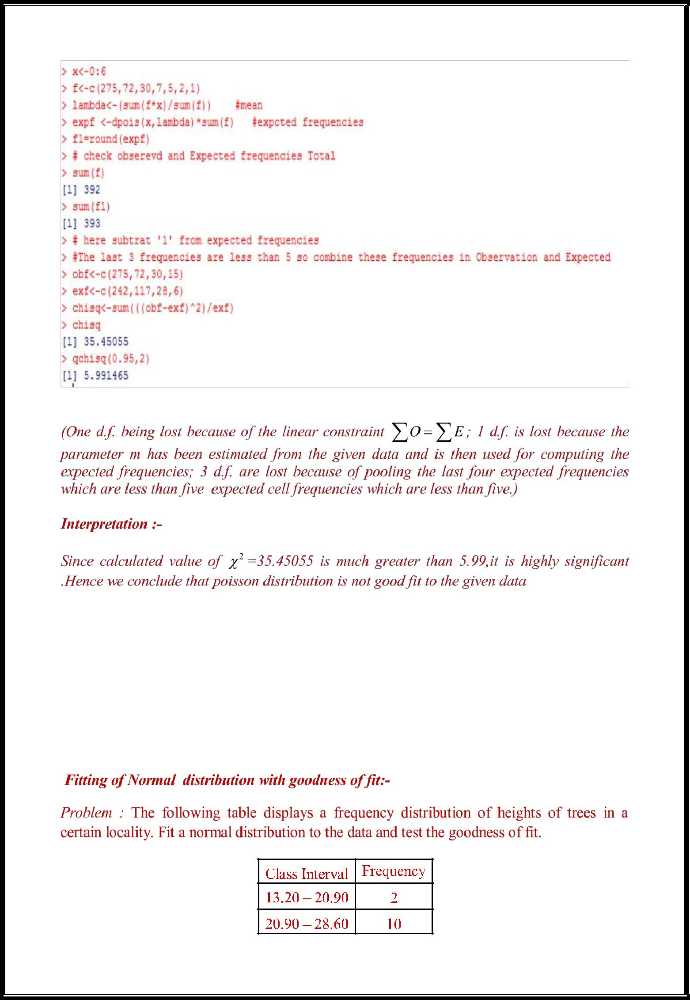 > x<-0:6
> f<-c(275,72,30,7,5,2,1)
> lambda<-(sum(f*x)/sum(f)) #mean
> expf <-dpois(x,lambda)*sum(f) #expcted frequencies
> f1=round(expf)
> # check obserevd and Expected frequencies Total
> sum(f)
[1] 392
> sum(f1)
[1] 393
> # here subtrat '1' from expected frequencies
> #The last 3 frequencies are less than 5 so combine these frequencies in Observation and Expected
> obf<-c(275,72,30,15)
> exf<-c(242,117,28,6)
> chisq<-sum(((obf-exf)^2)/exf)
> chisq
[1] 35.45055
> qchisq(0.95,2)
[1] 5.991465
(One d.f. being lost because of the linear constraint ∑O=∑E; 1 d.f. is lost because the
parameter m has been estimated from the given data and is then used for computing the
expected frequencies; 3 d.f. are lost because of pooling the last four expected frequencies
which are less than five expected cell frequencies which are less than five.)
Interpretation :-
Since calculated value of χ² =35.45055 is much greater than 5.99,it is highly significant
.Hence we conclude that poisson distribution is not good fit to the given data
Fitting of Normal distribution with goodness of fit:-
Problem : The following table displays a frequency distribution of heights of trees in a
certain locality. Fit a normal distribution to the data and test the goodness of fit.
Class Interval Frequency
13.20 – 20.90 2
20.90 – 28.60 10